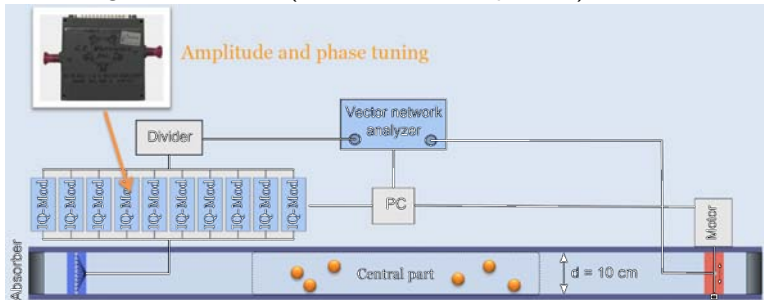 Amplitude and phase tuning
Vector network
analyzor
Divider
IQ-Mod
IQ-Mod
IQ-Mod
IQ-Mod
IQ-Mod
IQ-Mod
IQ-Mod
IQ-Mod
IQ-Mod
IQ-Mod
PC
Motor
Absorber
Central part
d = 10 cm